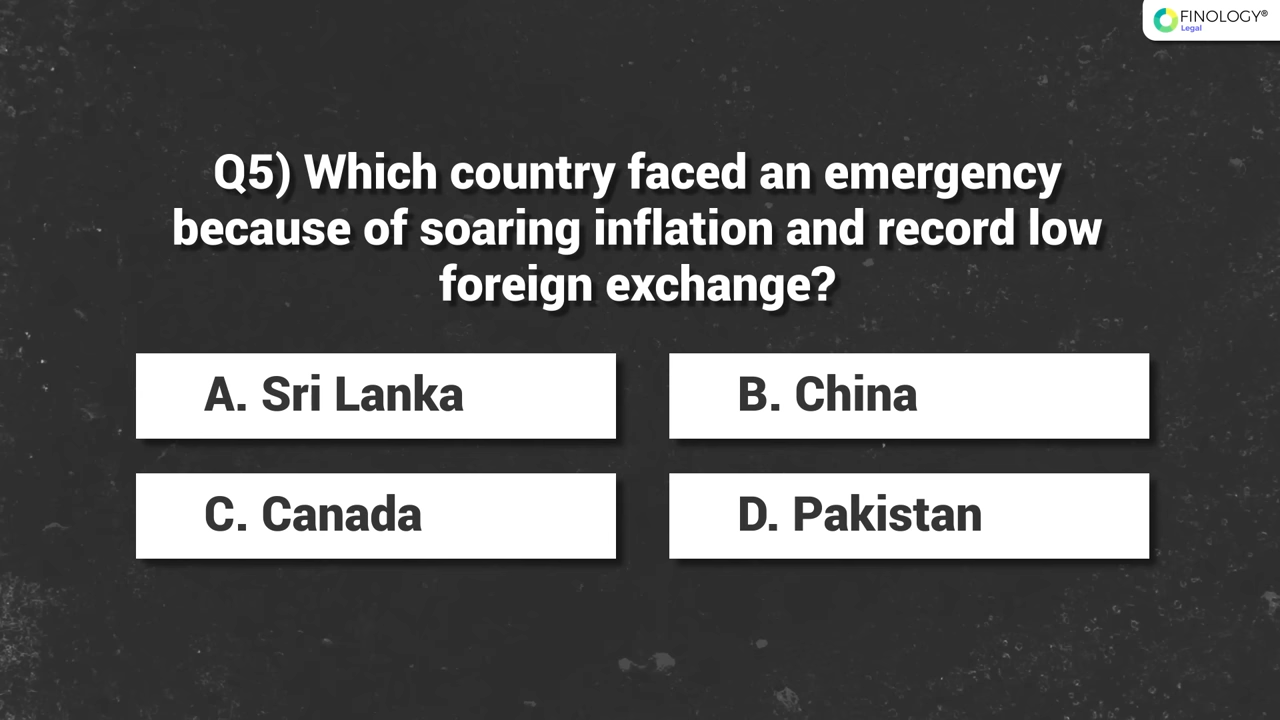 FINOLOGY®
Legal
Q5) Which country faced an emergency
because of soaring inflation and record low
foreign exchange?
A. Sri Lanka
B. China
C. Canada
D. Pakistan